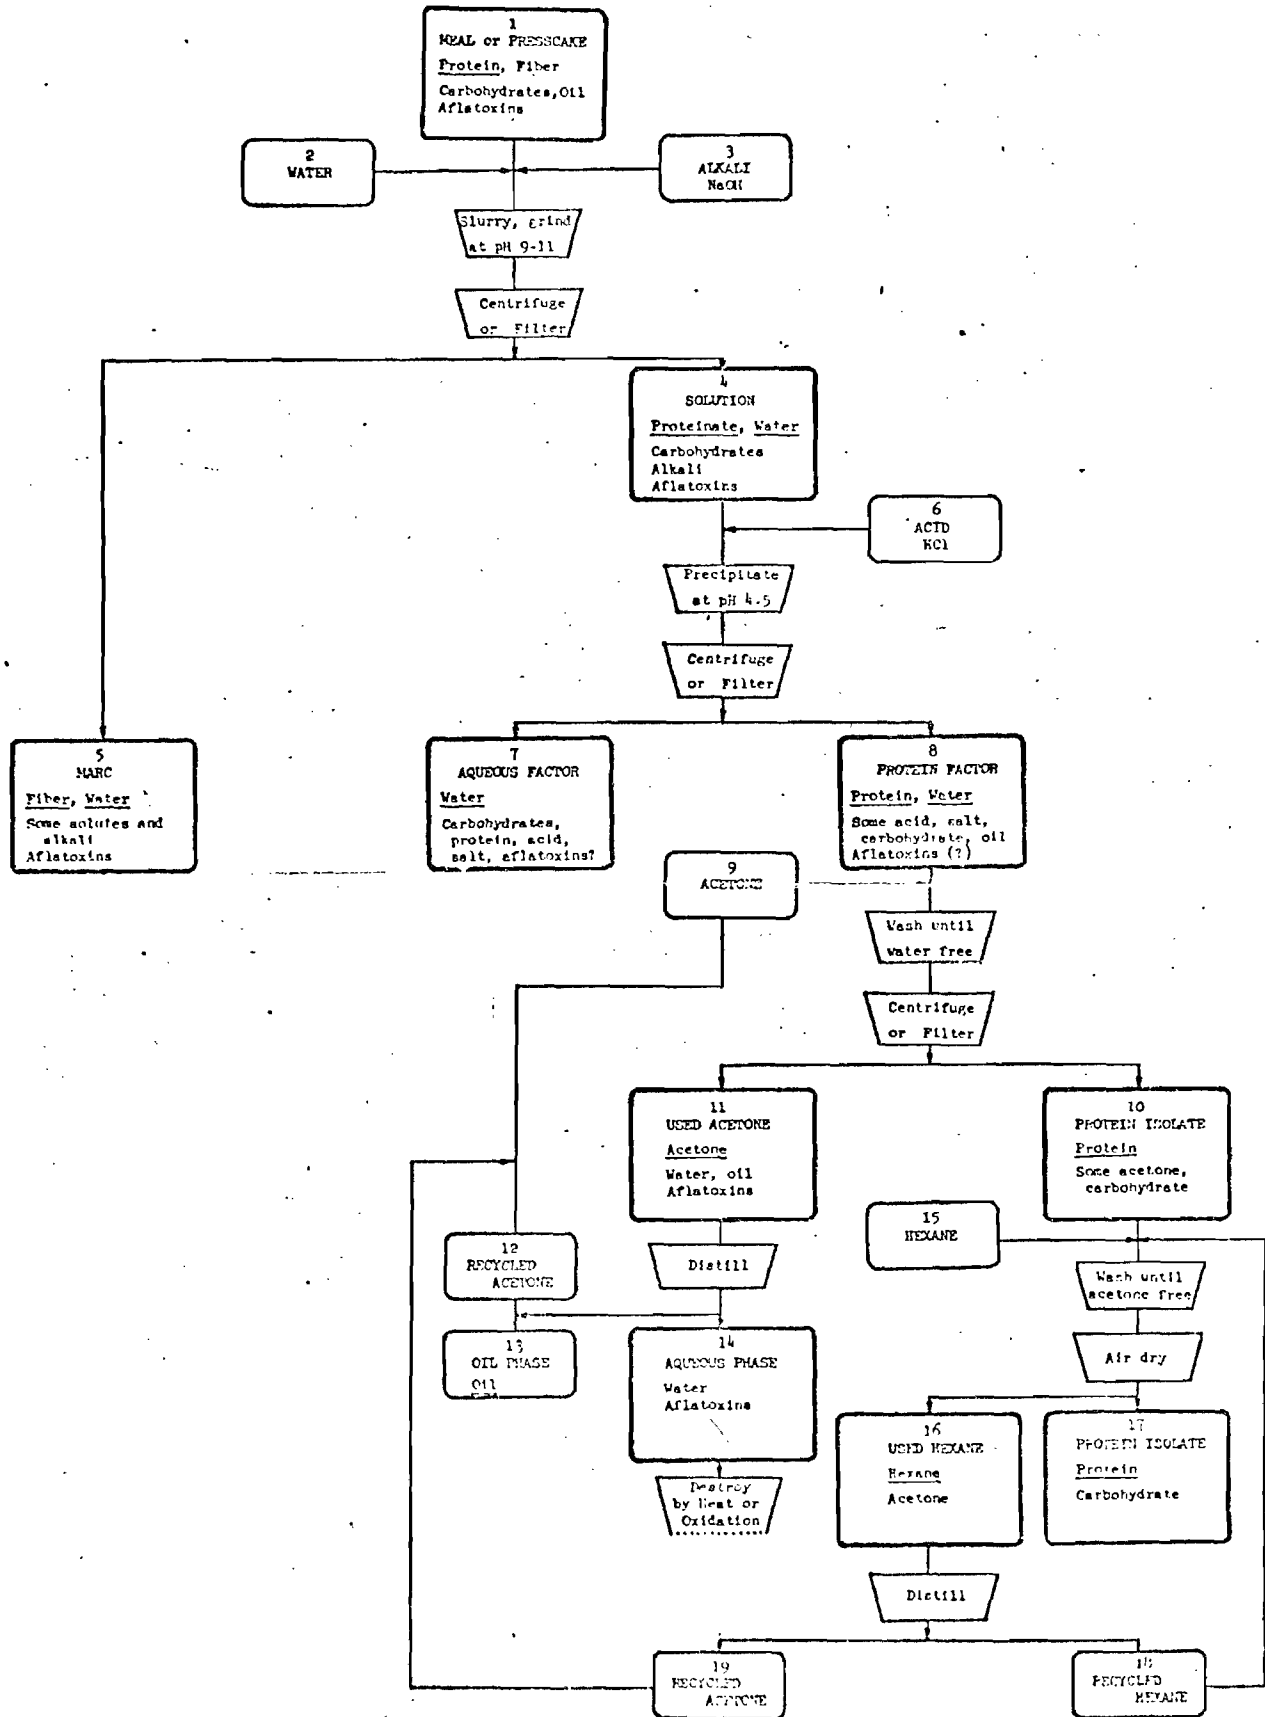 1
MEAL or PRESSCAKE
Protein, Fiber
Carbohydrates, Oil
Aflatoxins
2
WATER
3
ALKALI
NaOH
Slurry, grind
at pH 9-11
Centrifuge
or Filter
4
SOLUTION
Proteinate, Water
Carbohydrates
Alkali
Aflatoxins
6
ACID
HCl
Precipitate
at pH 4.5
Centrifuge
or Filter
5
MARC
Fiber, Water
Some solutes and
alkali
Aflatoxins
7
AQUEOUS FACTOR
Water
Carbohydrates,
protein, acid,
salt, aflatoxins?
8
PROTEIN FACTOR
Protein, Water
Some acid, salt,
carbohydrate, oil
Aflatoxins (?)
9
ACETONE
Wash until
water free
Centrifuge
or Filter
11
USED ACETONE
Acetone
Water, oil
Aflatoxins
10
PROTEIN ISOLATE
Protein
Some acetone,
carbohydrate
15
HEXANE
12
RECYCLED
ACETONE
Distill
Wash until
acetone free
13
OIL PHASE
Oil
14
AQUEOUS PHASE
Water
Aflatoxins
Air dry
16
USED HEXANE
Hexane
Acetone
17
PROTEIN ISOLATE
Protein
Carbohydrate
Destroy
by Heat or
Oxidation
Distill
19
RECYCLED
ACETONE
18
RECYCLED
HEXANE